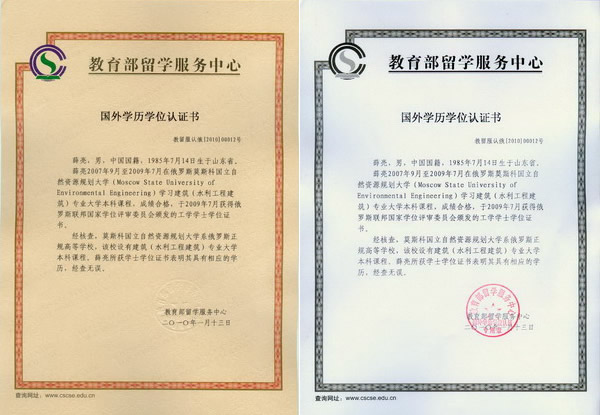 教育部留学服务中心
国外学历学位认证书
教留服认俄[2010]00012号
薛亮，男，中国国籍，1985年7月14日生于山东省。
薛亮2007年9月至2009年7月在俄罗斯莫斯科国立自
然资源规划大学（Moscow State University of
Environmental Engineering）学习建筑（水利工程建
筑）专业大学本科课程，成绩合格，于2009年7月获得俄
罗斯联邦国家学位评审委员会颁发的工学学士学位证
书。
经核查，莫斯科国立自然资源规划大学系俄罗斯正
规高等学校，该校设有建筑（水利工程建筑）专业大学
本科课程。薛亮所获学士学位证书表明其具有相应的学
历。经查无误。
教育部留学服务中心
二〇一〇年一月十三日
查询网址：www.cscse.edu.cn
教育部留学服务中心
国外学历学位认证书
教留服认俄[2010]00012号
薛亮，男，中国国籍，1985年7月14日生于山东省。
薛亮2007年9月至2009年7月在俄罗斯莫斯科国立自
然资源规划大学（Moscow State University of
Environmental Engineering）学习建筑（水利工程建
筑）专业大学本科课程，成绩合格，于2009年7月获得俄
罗斯联邦国家学位评审委员会颁发的工学学士学位证
书。
经核查，莫斯科国立自然资源规划大学系俄罗斯正
规高等学校，该校设有建筑（水利工程建筑）专业大学
本科课程。薛亮所获学士学位证书表明其具有相应的学
历。经查无误。
教育部留学服务中心
二〇一〇年一月十三日
查询网址：www.cscse.edu.cn